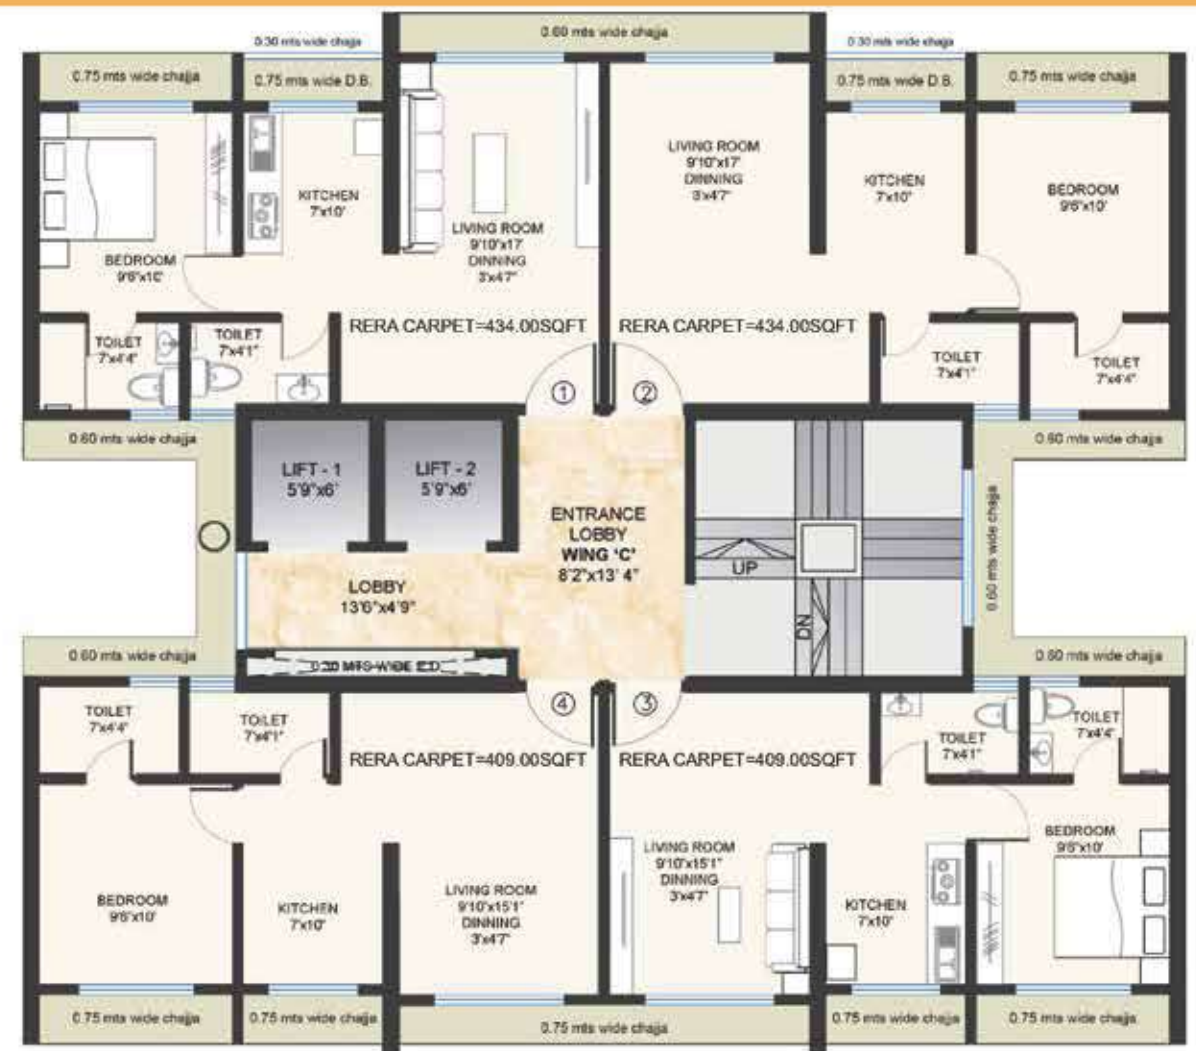 0.60 mts wide chajja
0.30 mts wide chajja
0.30 mts wide chajja
0.75 mts wide chajja
0.75 mts wide D.B.
0.75 mts wide D.B.
0.75 mts wide chajja
LIVING ROOM
9'10"x17'
DINNING
3'x4'7"
KITCHEN
7'x10'
BEDROOM
9'6"x10'
KITCHEN
7'x10'
LIVING ROOM
9'10"x17'
DINNING
3'x4'7"
BEDROOM
9'6"x10'
RERA CARPET=434.00SQFT
RERA CARPET=434.00SQFT
TOILET
7'x4'4"
TOILET
7'x4'1"
TOILET
7'x4'1"
TOILET
7'x4'4"
1
2
0.60 mts wide chajja
0.60 mts wide chajja
LIFT - 1
5'9"x6'
LIFT - 2
5'9"x6'
ENTRANCE
LOBBY
WING 'C'
8'2"x13' 4"
UP
DN
0.60 mts wide chajja
LOBBY
13'6"x4'9"
0.60 mts wide chajja
0.30 MTS WIDE E.D
0.60 mts wide chajja
4
3
TOILET
7'x4'4"
TOILET
7'x4'1"
TOILET
7'x4'1"
TOILET
7'x4'4"
RERA CARPET=409.00SQFT
RERA CARPET=409.00SQFT
BEDROOM
9'6"x10'
LIVING ROOM
9'10"x15'1"
DINNING
3'x4'7"
BEDROOM
9'6"x10'
KITCHEN
7'x10'
LIVING ROOM
9'10"x15'1"
DINNING
3'x4'7"
KITCHEN
7'x10'
0.75 mts wide chajja
0.75 mts wide chajja
0.75 mts wide chajja
0.75 mts wide chajja
0.75 mts wide chajja